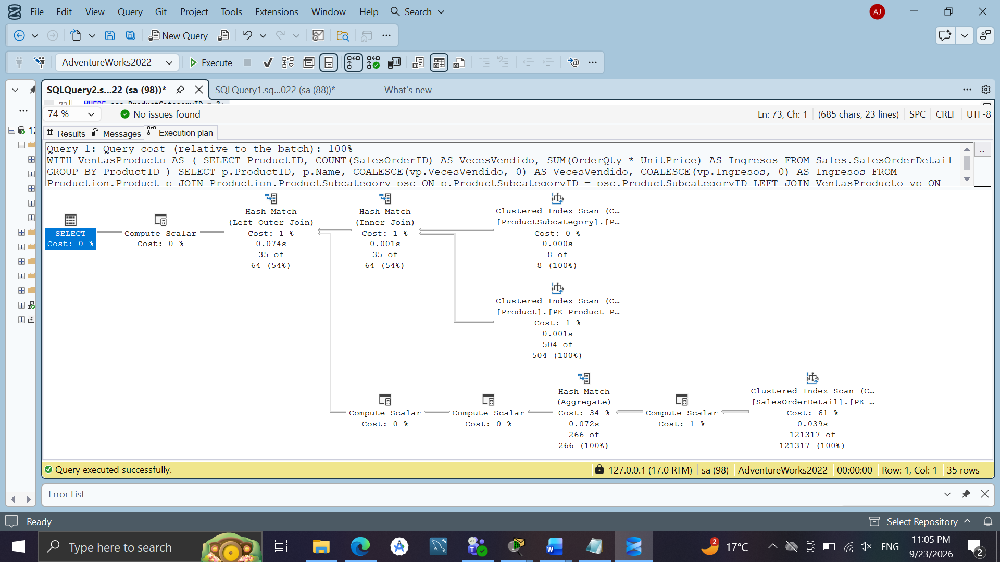 File Edit View Query Git Project Tools Extensions Window Help Search
AJ
New Query
AdventureWorks2022 Execute
SQLQuery2.s...22 (sa (98))* SQLQuery1.sq...022 (sa (88))* What's new
74 % No issues found Ln: 73, Ch: 1 (685 chars, 23 lines) SPC CRLF UTF-8
Results Messages Execution plan
Query 1: Query cost (relative to the batch): 100%
WITH VentasProducto AS ( SELECT ProductID, COUNT(SalesOrderID) AS VecesVendido, SUM(OrderQty * UnitPrice) AS Ingresos FROM Sales.SalesOrderDetail
GROUP BY ProductID ) SELECT p.ProductID, p.Name, COALESCE(vp.VecesVendido, 0) AS VecesVendido, COALESCE(vp.Ingresos, 0) AS Ingresos FROM
Production.Product p JOIN Production.ProductSubcategory psc ON p.ProductSubcategoryID = psc.ProductSubcategoryID LEFT JOIN VentasProducto vp ON
SELECT
Cost: 0 %
Compute Scalar
Cost: 0 %
Hash Match
(Left Outer Join)
Cost: 1 %
0.074s
35 of
64 (54%)
Hash Match
(Inner Join)
Cost: 1 %
0.001s
35 of
64 (54%)
Clustered Index Scan (C...
[ProductSubcategory].[P...
Cost: 0 %
0.000s
8 of
8 (100%)
Clustered Index Scan (C...
[Product].[PK_Product_P...
Cost: 1 %
0.001s
504 of
504 (100%)
Compute Scalar
Cost: 0 %
Compute Scalar
Cost: 0 %
Hash Match
(Aggregate)
Cost: 34 %
0.072s
266 of
266 (100%)
Compute Scalar
Cost: 1 %
Clustered Index Scan (C...
[SalesOrderDetail].[PK_...
Cost: 61 %
0.039s
121317 of
121317 (100%)
Query executed successfully. 127.0.0.1 (17.0 RTM) sa (98) AdventureWorks2022 00:00:00 Row: 1, Col: 1 35 rows
Error List
Ready Select Repository
Type here to search 2 17°C ENG 11:05 PM
9/23/2026 2